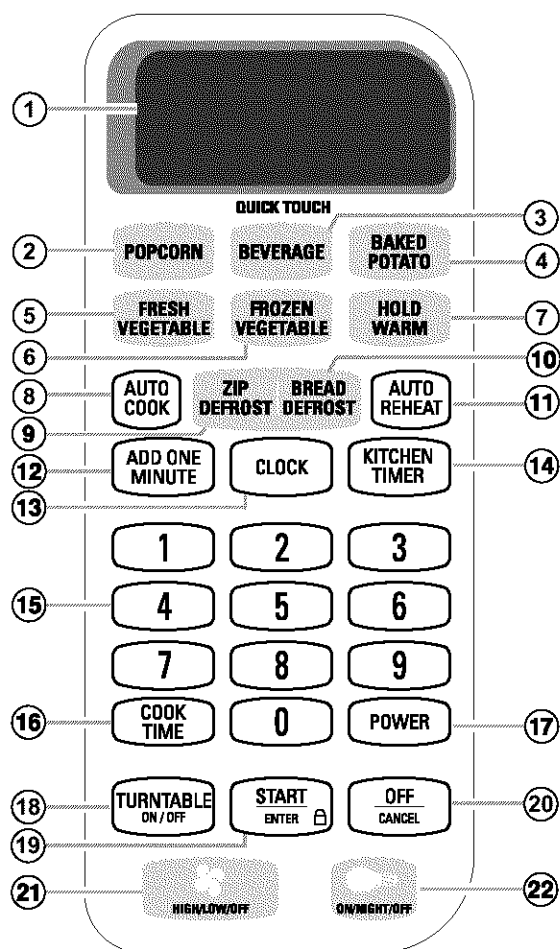 1
QUICK TOUCH
3
2
POPCORN
BEVERAGE
BAKED
POTATO
4
5
FRESH
VEGETABLE
FROZEN
VEGETABLE
HOLD
WARM
7
6
10
8
AUTO
COOK
ZIP
DEFROST
BREAD
DEFROST
AUTO
REHEAT
11
9
12
ADD ONE
MINUTE
CLOCK
KITCHEN
TIMER
14
13
1
2
3
15
4
5
6
7
8
9
16
COOK
TIME
0
POWER
17
18
TURNTABLE
ON / OFF
START
ENTER
OFF
CANCEL
20
19
21
HIGH/LOW/OFF
ON/NIGHT/OFF
22